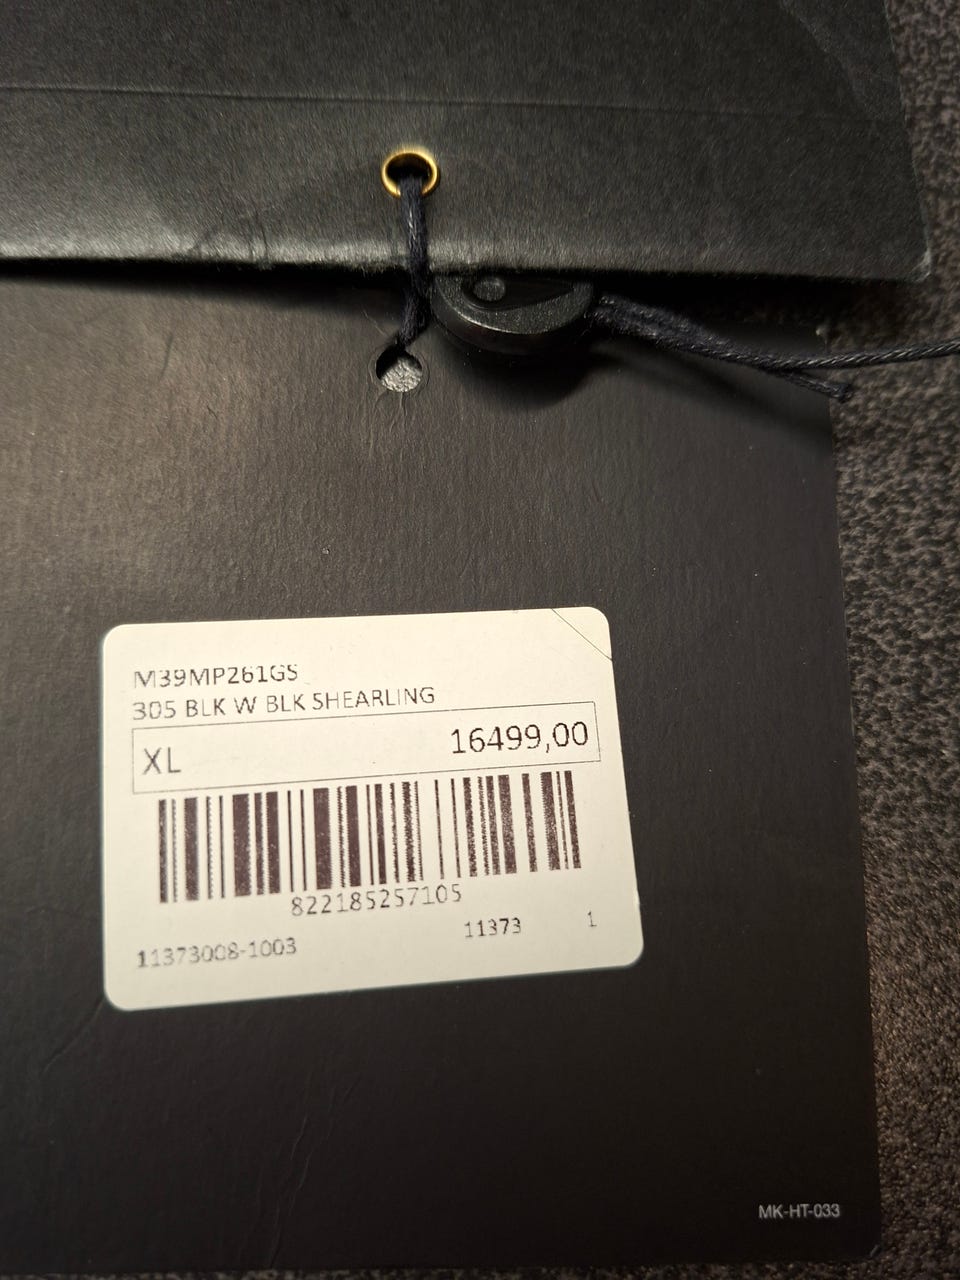 M39MP261GS
305 BLK W BLK SHEARLING
XL 16499,00
822185257105
11373008-1003 11373 1
MK-HT-033